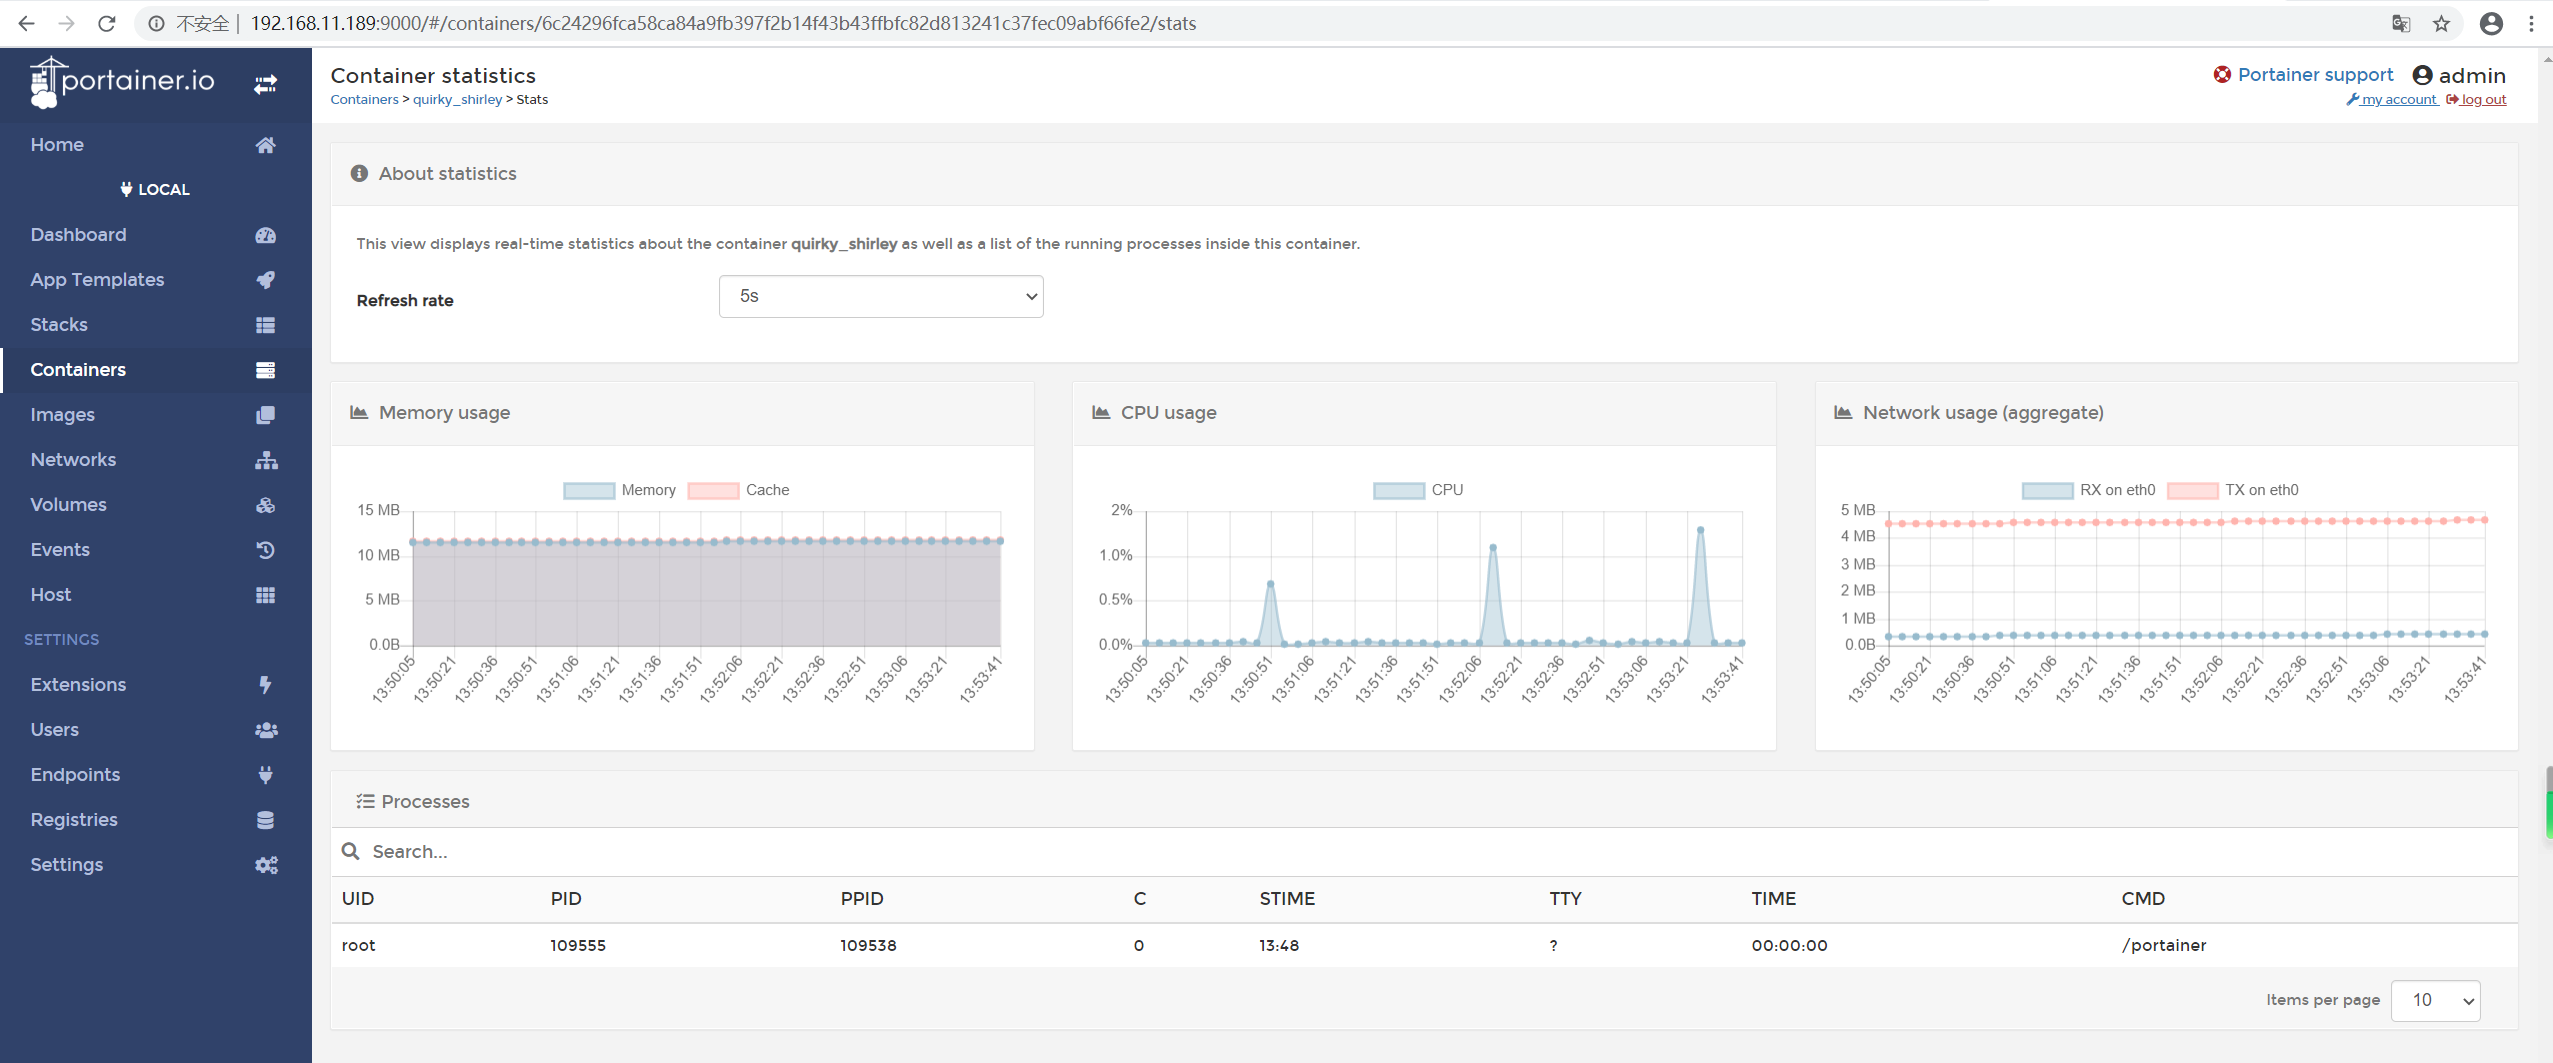 不安全 | 192.168.11.189:9000/#/containers/6c24296fca58ca84a9fb397f2b14f43b43ffbfc82d813241c37fec09abf66fe2/stats
portainer.io
Home
LOCAL
Dashboard
App Templates
Stacks
Containers
Images
Networks
Volumes
Events
Host
SETTINGS
Extensions
Users
Endpoints
Registries
Settings
Container statistics
Containers > quirky_shirley > Stats
Portainer support admin
my account log out
About statistics
This view displays real-time statistics about the container quirky_shirley as well as a list of the running processes inside this container.
Refresh rate 5s
Memory usage
Memory Cache
15 MB
10 MB
5 MB
0.0B
13:50:05 13:50:21 13:50:36 13:50:51 13:51:06 13:51:21 13:51:36 13:51:51 13:52:06 13:52:21 13:52:36 13:52:51 13:53:06 13:53:21 13:53:41
CPU usage
CPU
2%
1.0%
0.5%
0.0%
13:50:05 13:50:21 13:50:36 13:50:51 13:51:06 13:51:21 13:51:36 13:51:51 13:52:06 13:52:21 13:52:36 13:52:51 13:53:06 13:53:21 13:53:41
Network usage (aggregate)
RX on eth0 TX on eth0
5 MB
4 MB
3 MB
2 MB
1 MB
0.0B
13:50:05 13:50:21 13:50:36 13:50:51 13:51:06 13:51:21 13:51:36 13:51:51 13:52:06 13:52:21 13:52:36 13:52:51 13:53:06 13:53:21 13:53:41
Processes
Search...
UID PID PPID C STIME TTY TIME CMD
root 109555 109538 0 13:48 ? 00:00:00 /portainer
Items per page 10